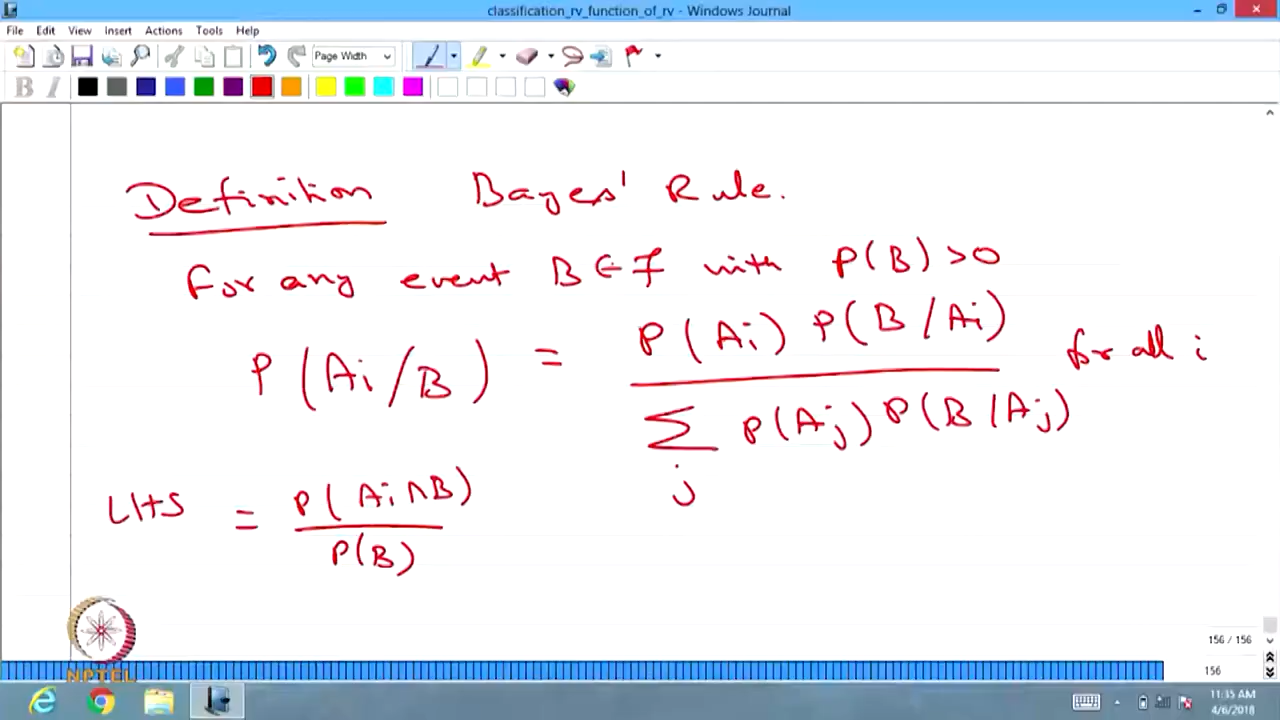 classification_rv_function_of_rv - Windows Journal
File Edit View Insert Actions Tools Help
Page Width
B I
Definition Bayes' Rule.
For any event B ∈ F with P(B) > 0
P(Ai/B) = P(Ai) P(B/Ai) for all i
∑ P(Aj) P(B/Aj)
j
LHS = P(Ai ∩ B)
P(B)
156 / 156
NPTEL
156
11:35 AM
4/6/2018